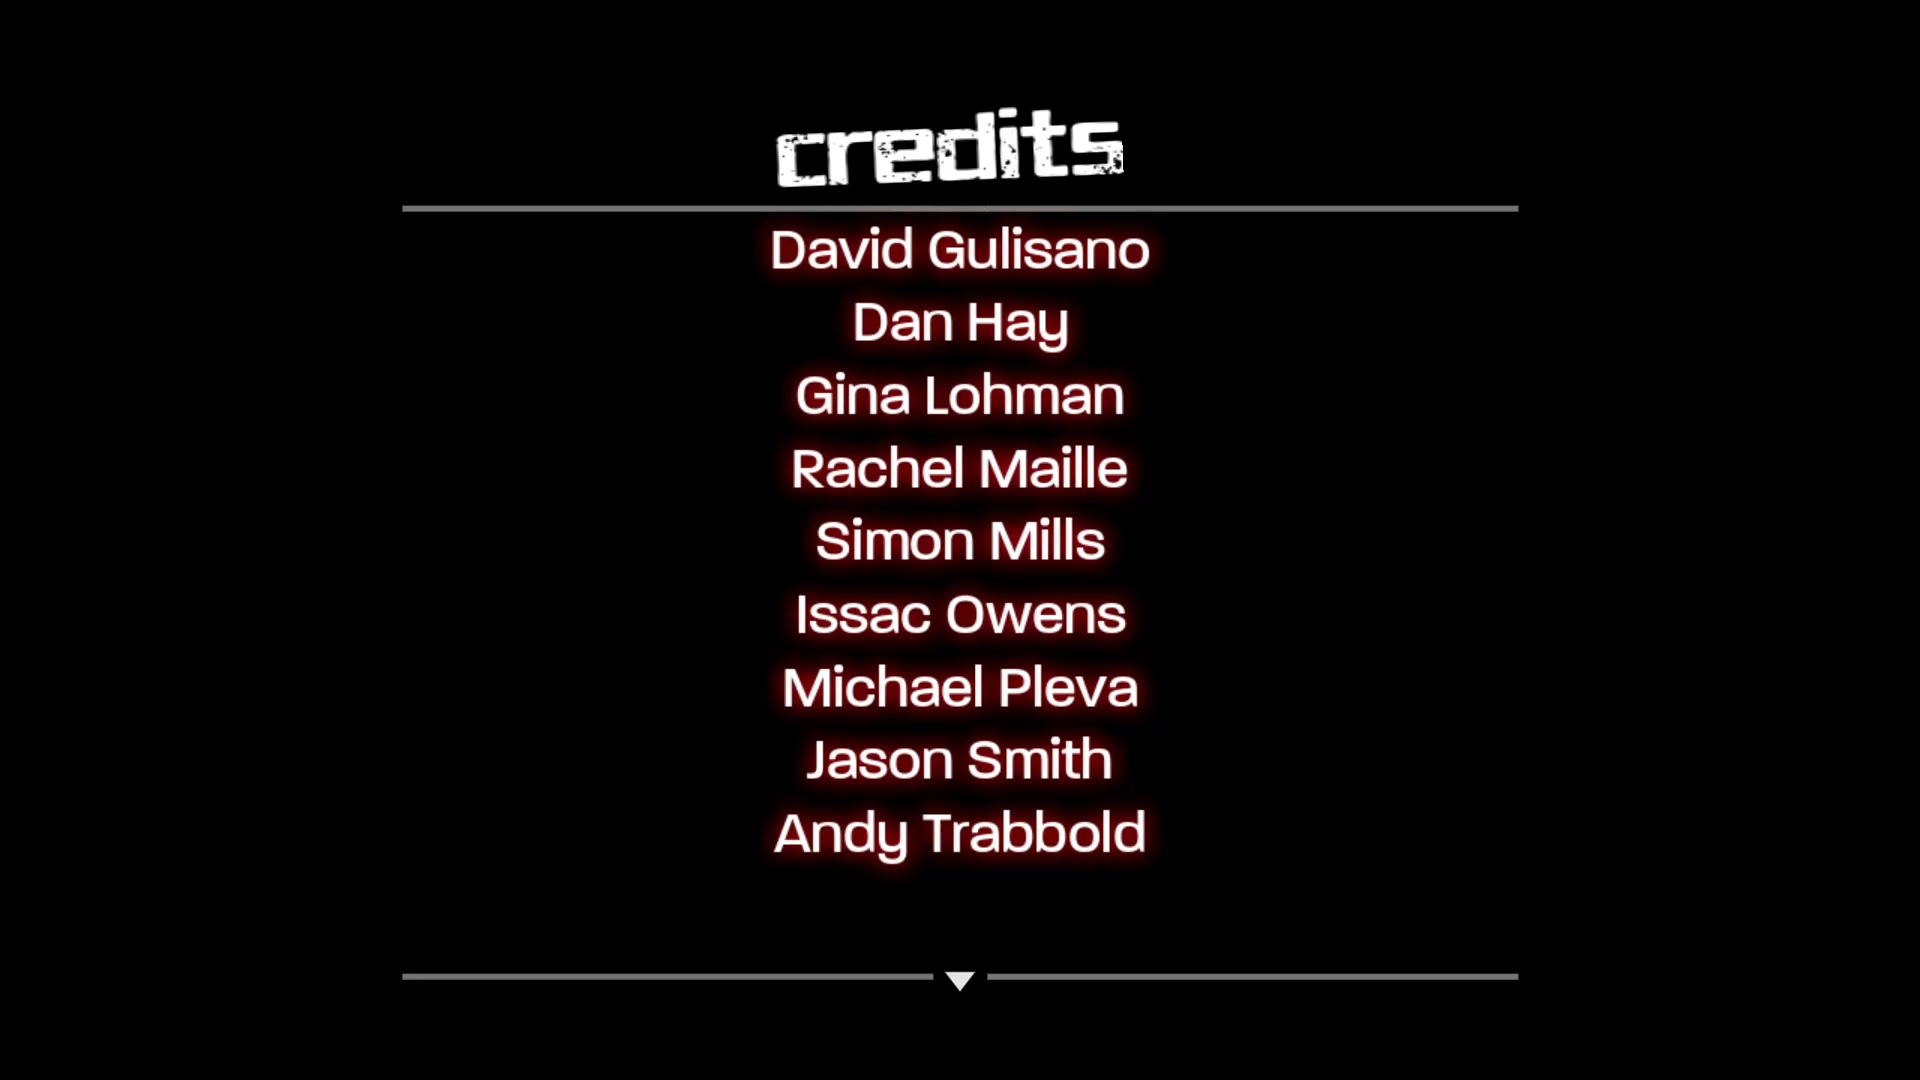 credits
David Gulisano
Dan Hay
Gina Lohman
Rachel Maille
Simon Mills
Issac Owens
Michael Pleva
Jason Smith
Andy Trabbold